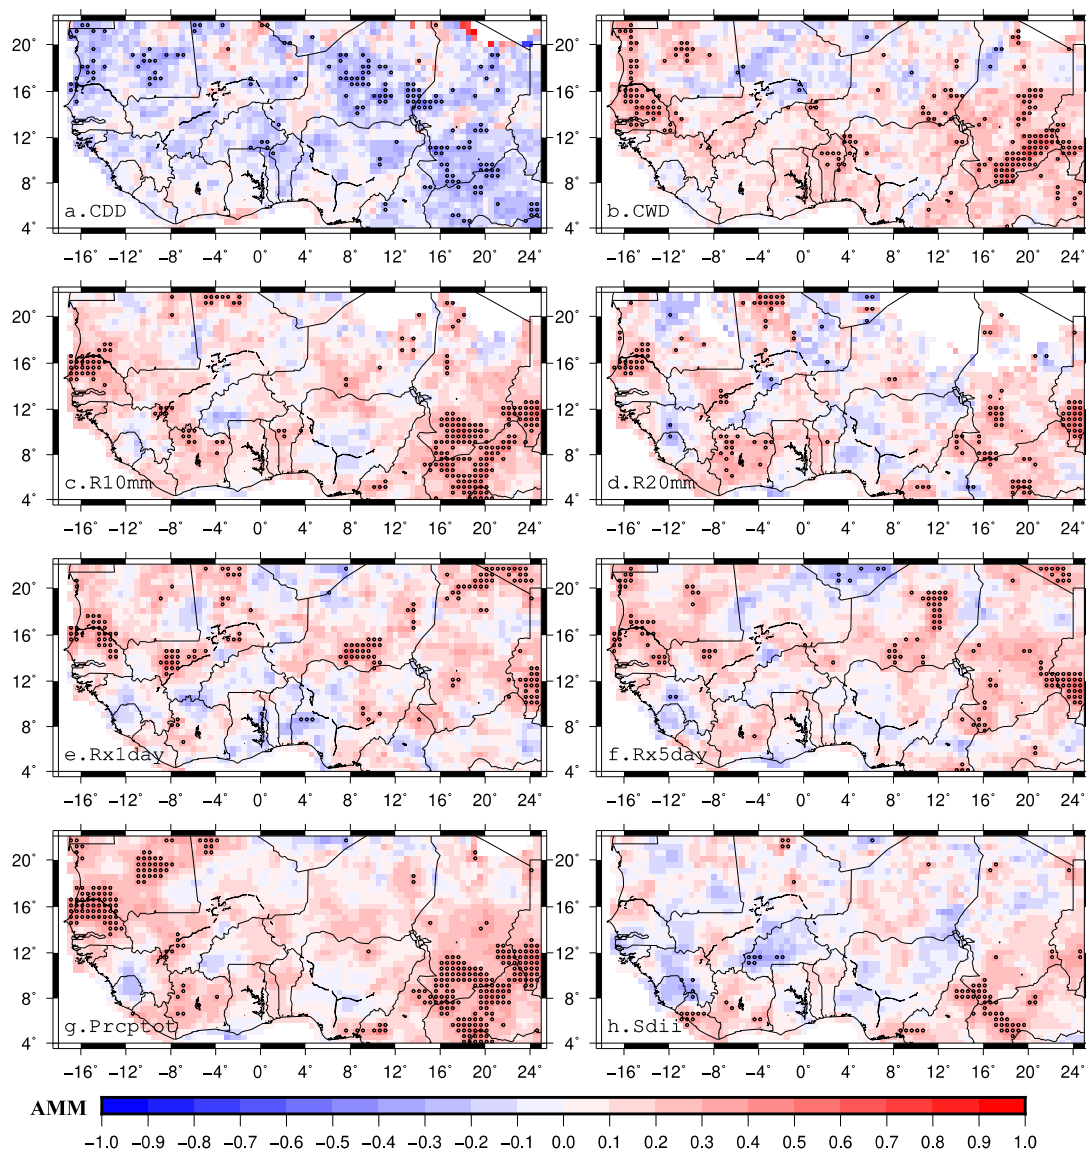 20° 20°
16° 16°
12° 12°
8° 8°
a.CDD b.CWD
4° 4°
−16° −12° −8° −4° 0° 4° 8° 12° 16° 20° 24° −16° −12° −8° −4° 0° 4° 8° 12° 16° 20° 24°
20° 20°
16° 16°
12° 12°
8° 8°
c.R10mm d.R20mm
4° 4°
−16° −12° −8° −4° 0° 4° 8° 12° 16° 20° 24° −16° −12° −8° −4° 0° 4° 8° 12° 16° 20° 24°
20° 20°
16° 16°
12° 12°
8° 8°
e.Rx1day f.Rx5day
4° 4°
−16° −12° −8° −4° 0° 4° 8° 12° 16° 20° 24° −16° −12° −8° −4° 0° 4° 8° 12° 16° 20° 24°
20° 20°
16° 16°
12° 12°
8° 8°
g.Prcptot h.Sdii
4° 4°
−16° −12° −8° −4° 0° 4° 8° 12° 16° 20° 24° −16° −12° −8° −4° 0° 4° 8° 12° 16° 20° 24°
AMM
−1.0 −0.9 −0.8 −0.7 −0.6 −0.5 −0.4 −0.3 −0.2 −0.1 0.0 0.1 0.2 0.3 0.4 0.5 0.6 0.7 0.8 0.9 1.0